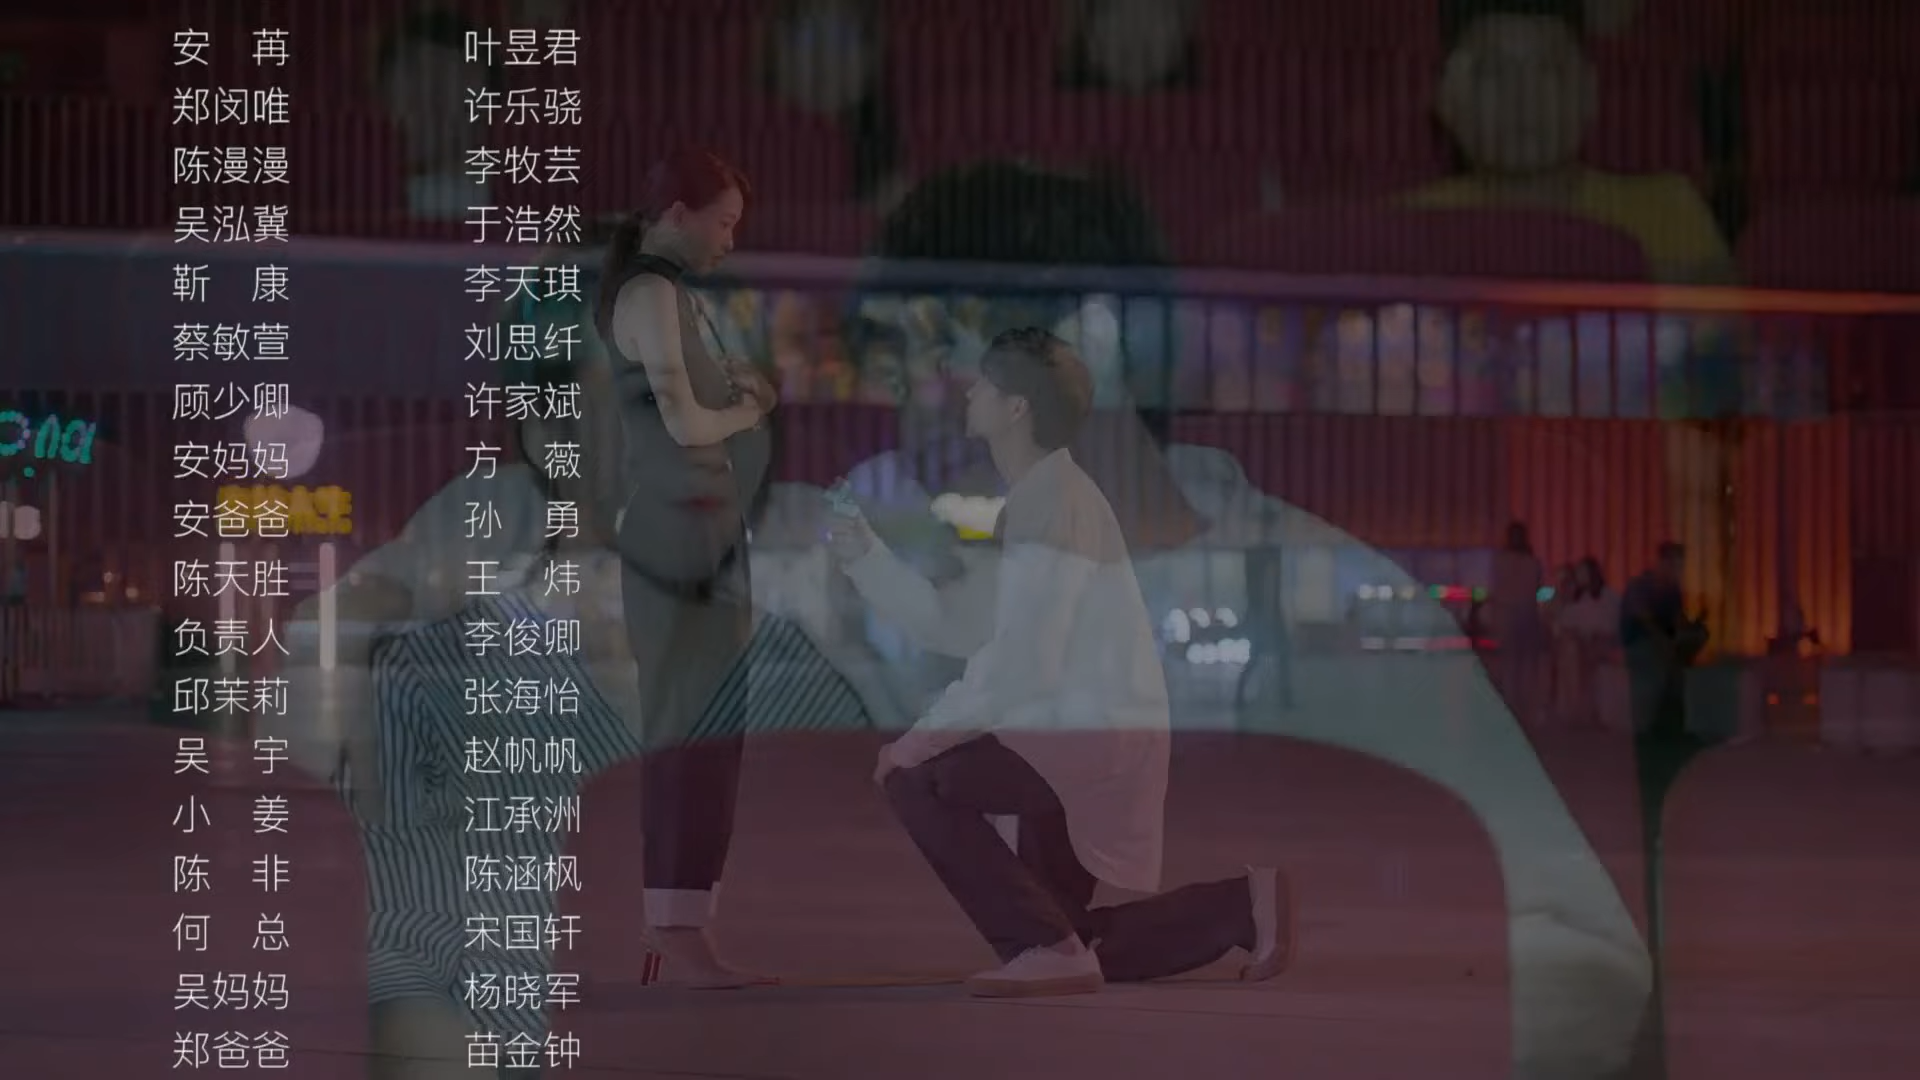 安苒 叶昱君
郑闵唯 许乐骁
陈漫漫 李牧芸
吴泓冀 于浩然
靳康 李天琪
蔡敏萱 刘思纤
顾少卿 许家斌
安妈妈 方薇
安爸爸 孙勇
陈天胜 王炜
负责人 李俊卿
邱茉莉 张海怡
吴宇 赵帆帆
小姜 江承洲
陈非 陈涵枫
何总 宋国轩
吴妈妈 杨晓军
郑爸爸 苗金钟